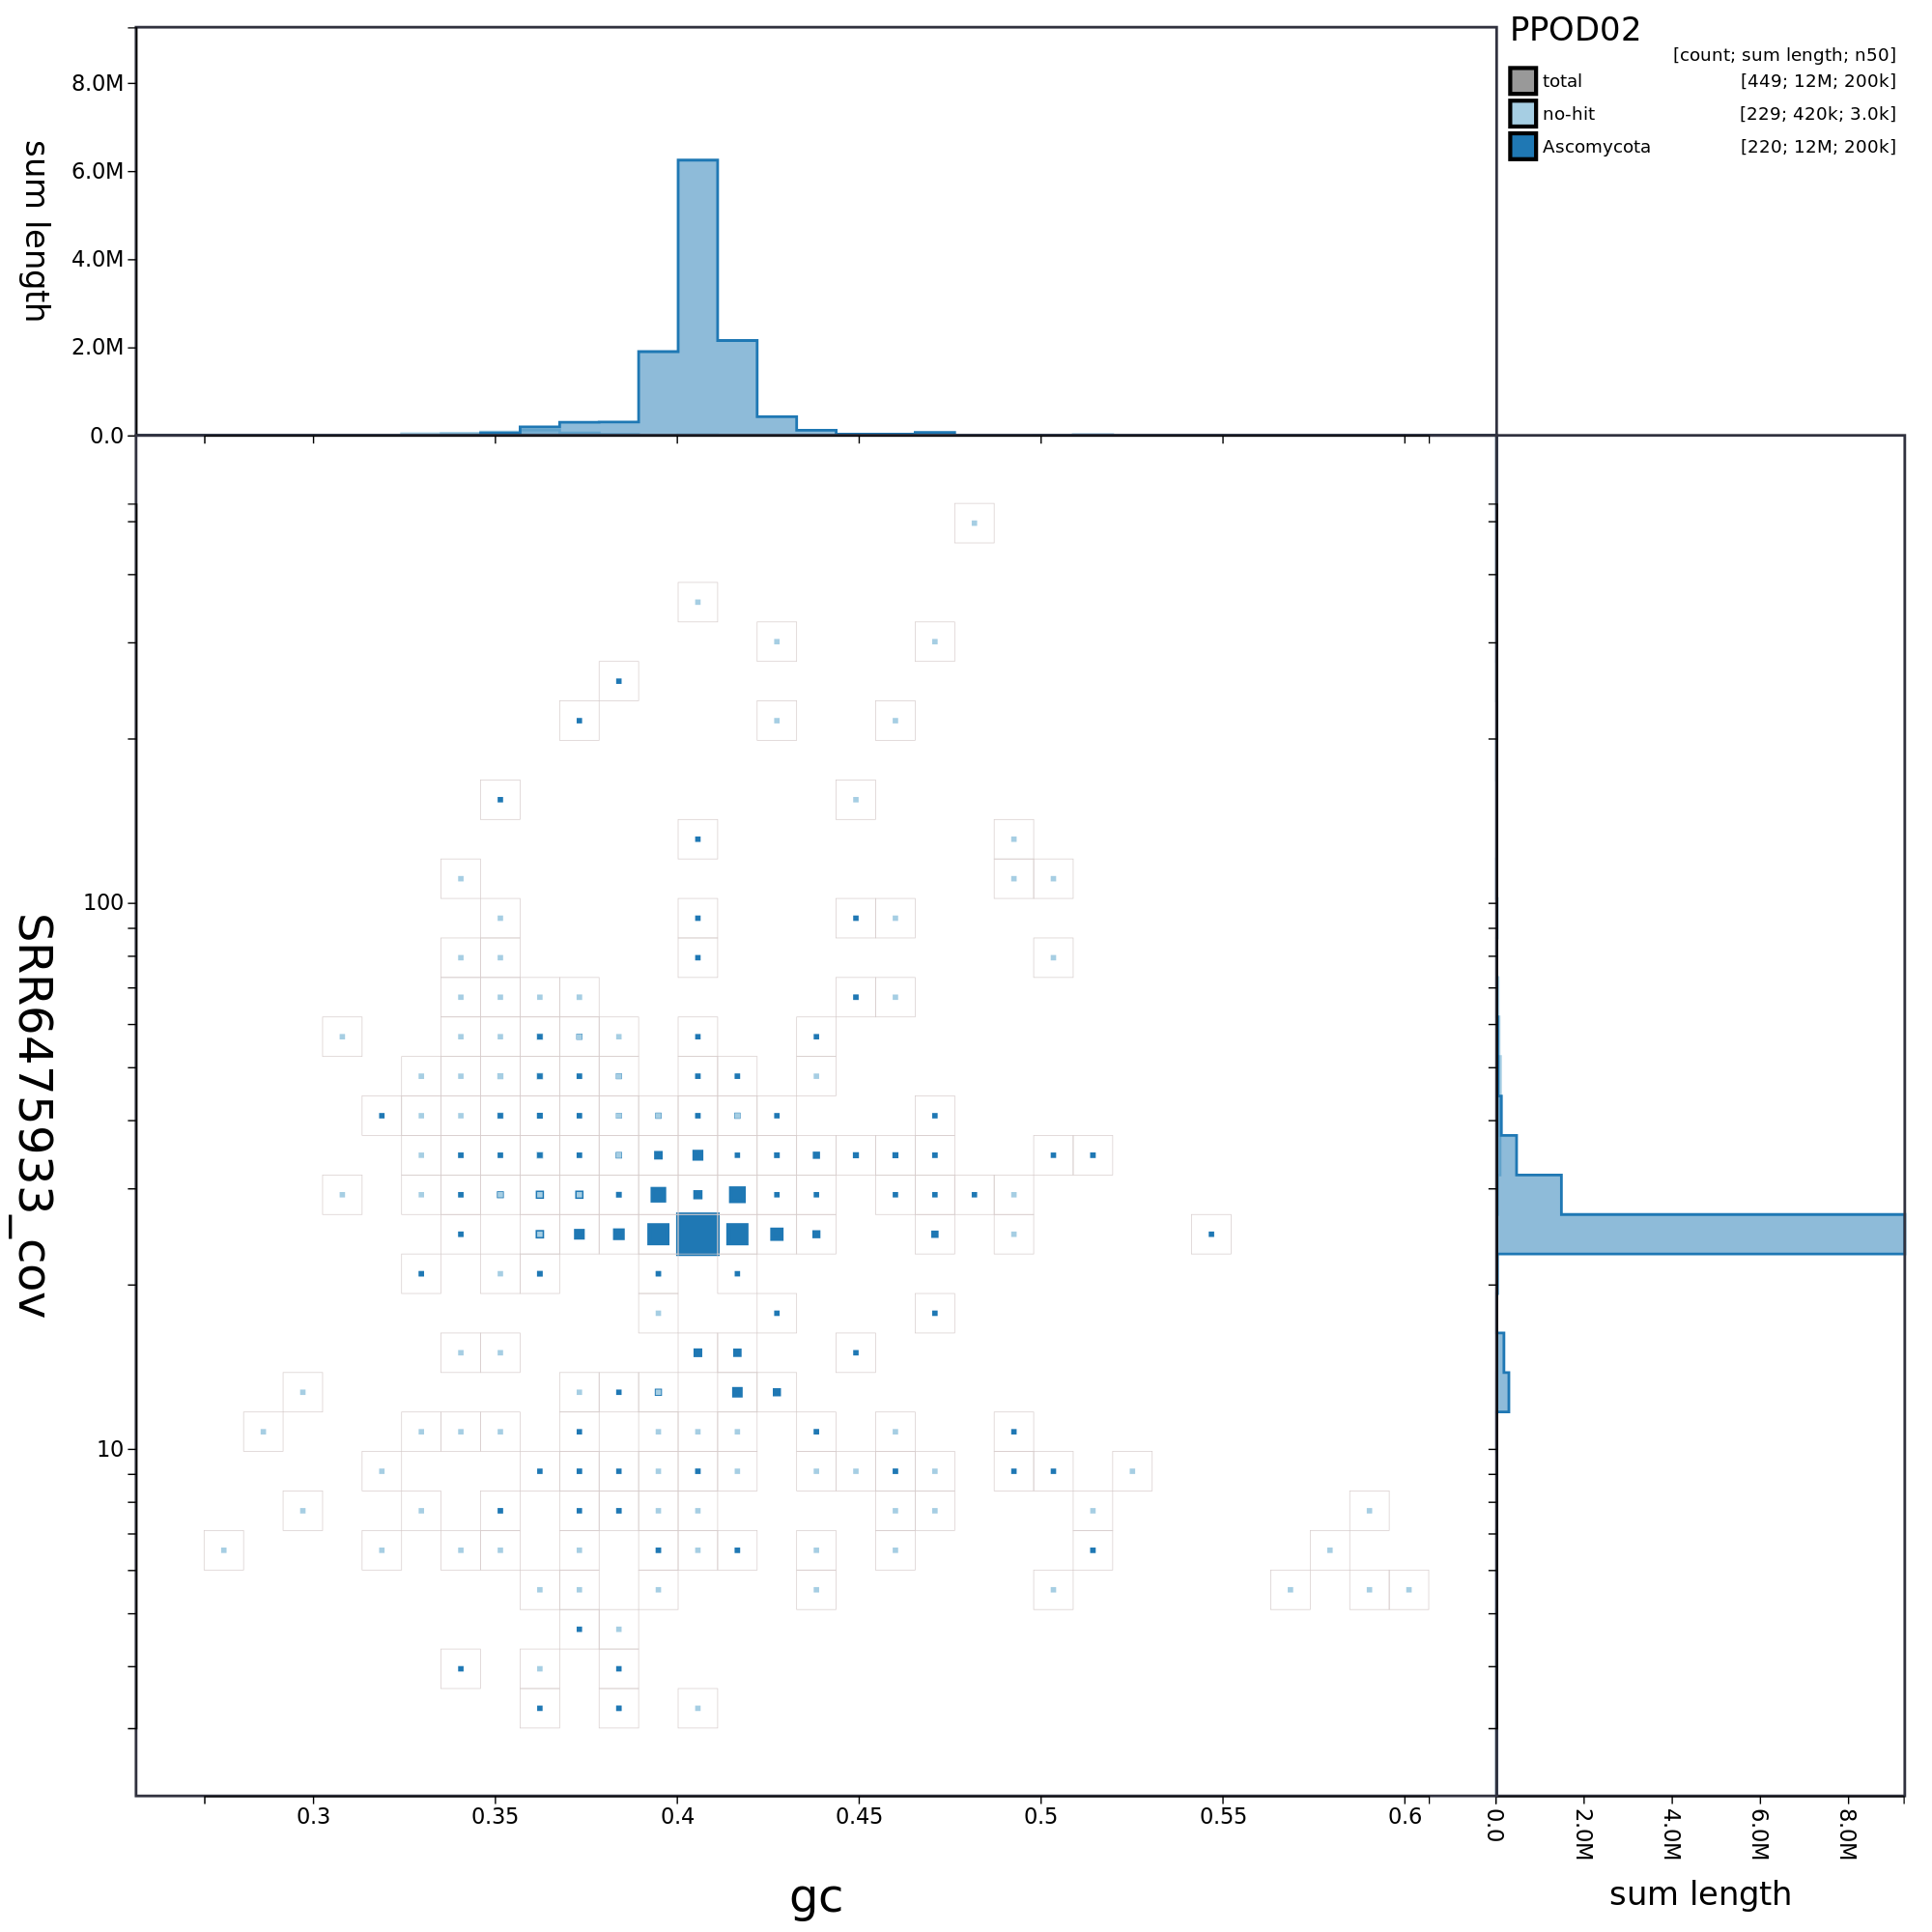 PPOD02
[count; sum length; n50]
total [449; 12M; 200k]
no-hit [229; 420k; 3.0k]
Ascomycota [220; 12M; 200k]
sum length
8.0M
6.0M
4.0M
2.0M
0.0
SRR6475933_cov
100
10
0.3 0.35 0.4 0.45 0.5 0.55 0.6
gc
0.0 2.0M 4.0M 6.0M 8.0M
sum length